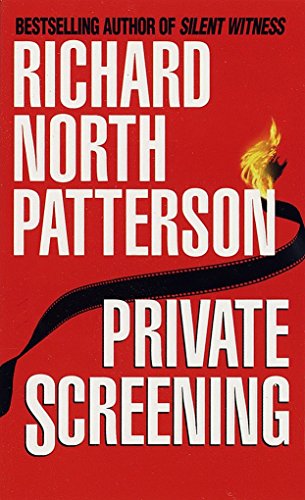 BESTSELLING AUTHOR OF SILENT WITNESS
RICHARD
NORTH
PATTERSON
PRIVATE
SCREENING